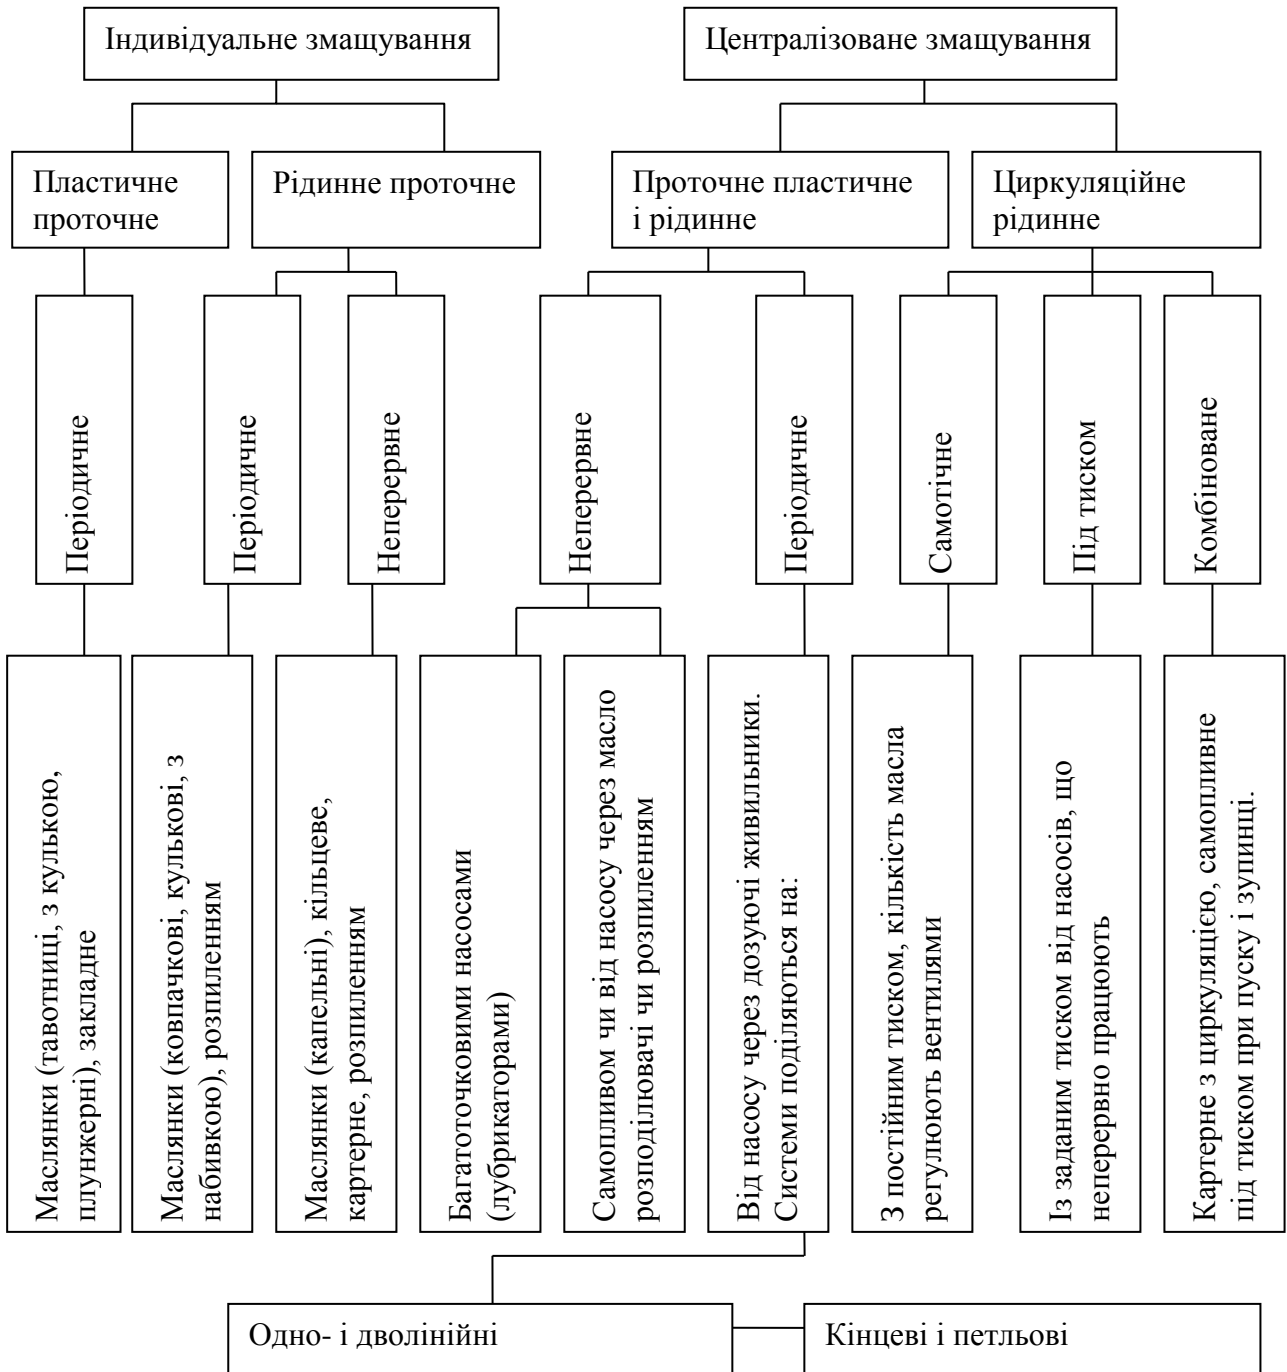 Індивідуальне змащування
Централізоване змащування
Пластичне
проточне
Рідинне проточне
Проточне пластичне
і рідинне
Циркуляційне
рідинне
Періодичне
Періодичне
Неперервне
Неперервне
Періодичне
Самотічне
Під тиском
Комбіноване
Маслянки (тавотниці, з кулькою,
плунжерні), закладне
Маслянки (ковпачкові, кулькові, з
набивкою), розпиленням
Маслянки (капельні), кільцеве,
картерне, розпиленням
Багаготочковими насосами
(лубрикаторами)
Самопливом чи від насосу через масло
розподілювачі чи розпиленням
Від насосу через дозуючі живильники.
Системи поділяються на:
З постійним тиском, кількість масла
регулюють вентилями
Із заданим тиском від насосів, що
неперервно працюють
Картерне з циркуляцією, самопливне
під тиском при пуску і зупинці.
Одно- і дволінійні
Кінцеві і петльові